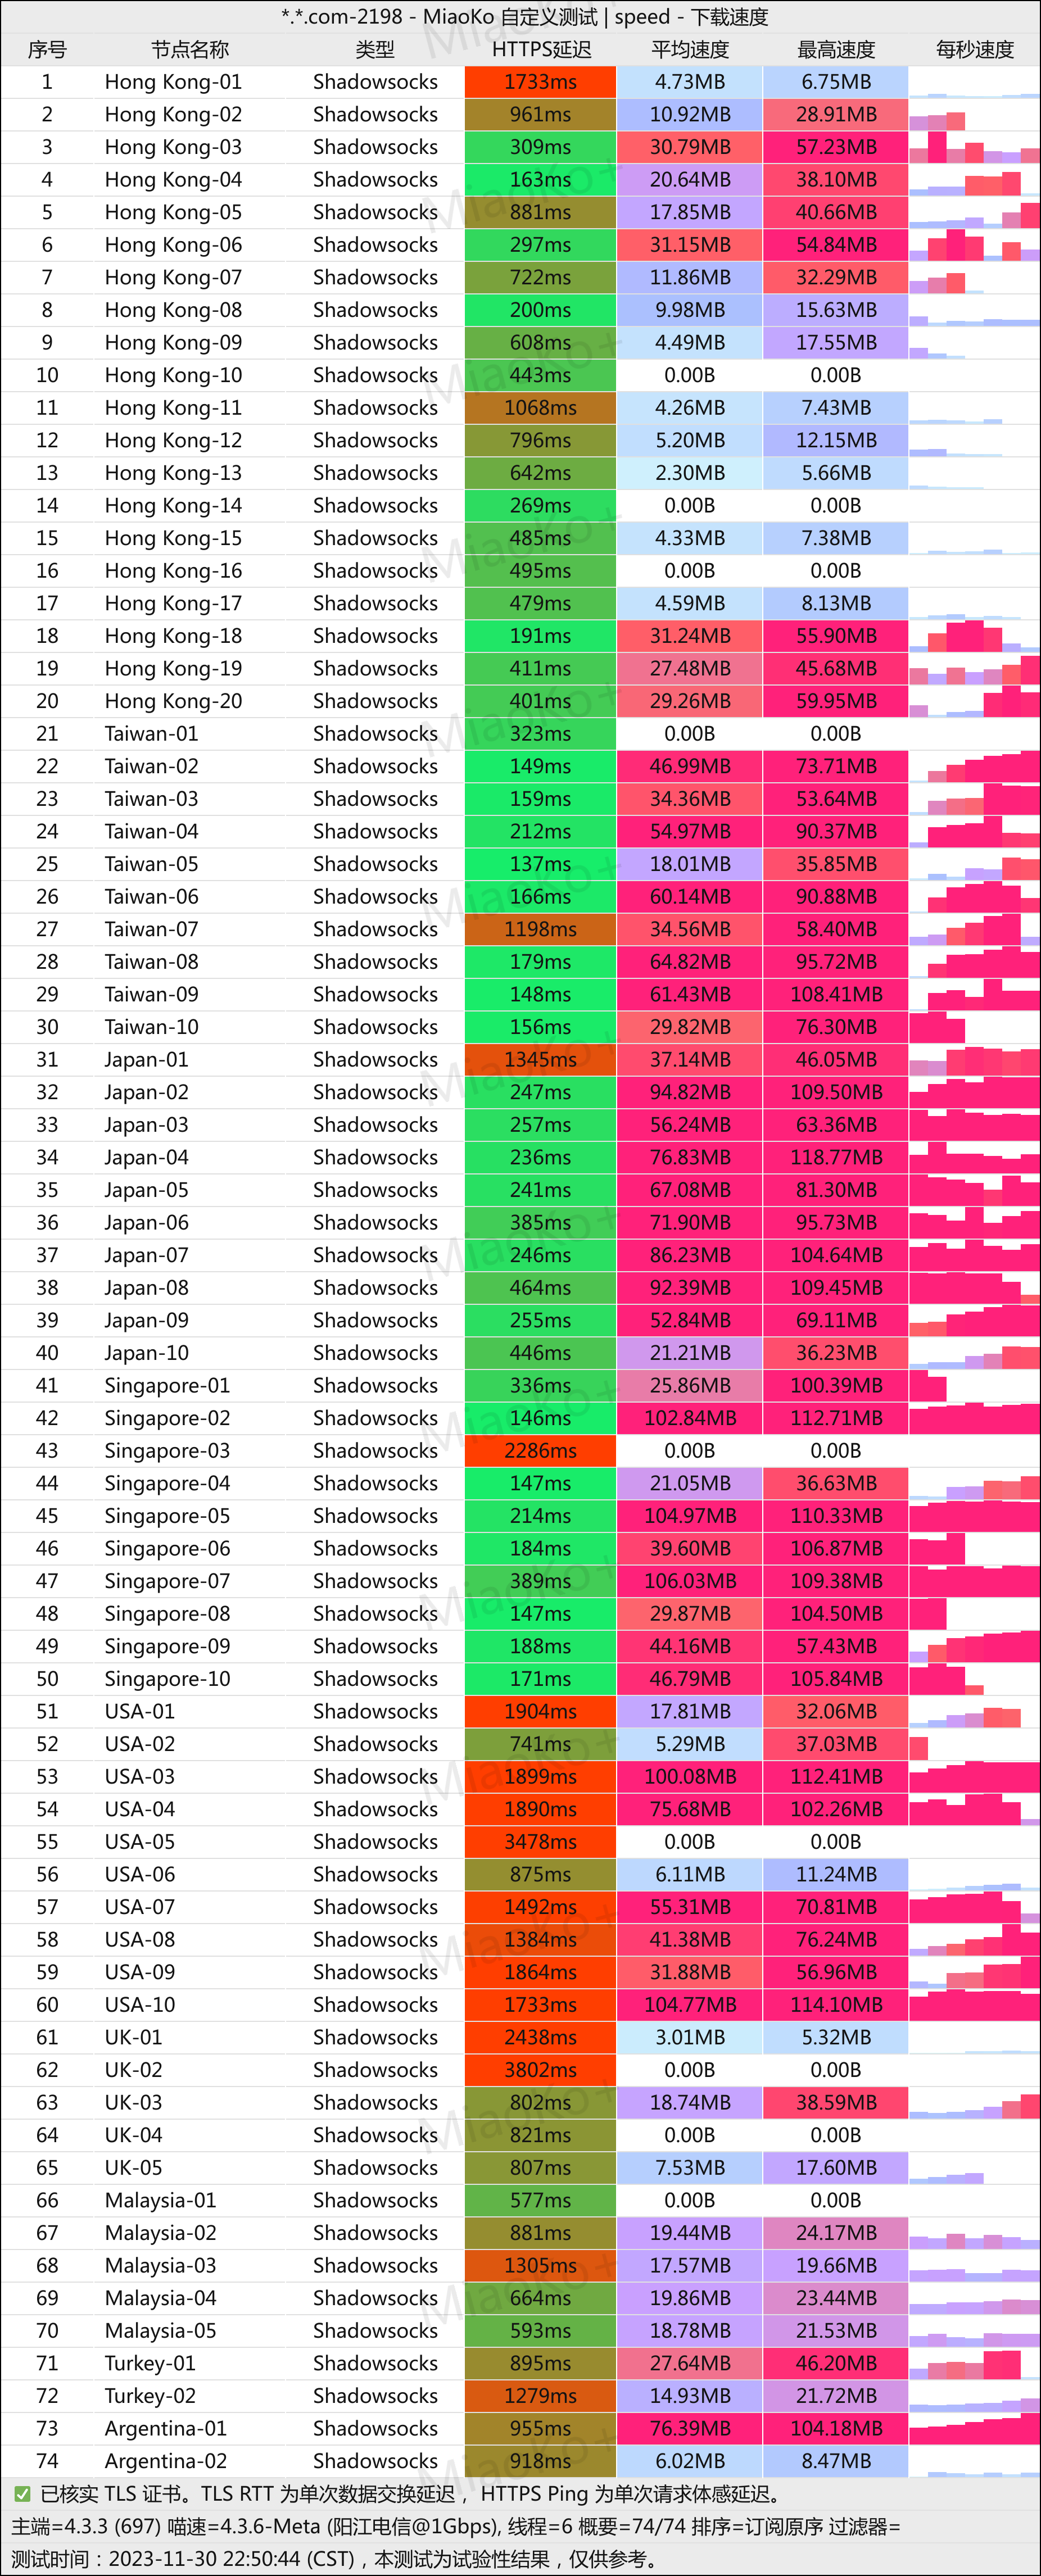 *.*.com-2198 - MiaoKo 自定义测试 | speed - 下载速度
序号 节点名称 类型 HTTPS延迟 平均速度 最高速度 每秒速度
1 Hong Kong-01 Shadowsocks 1733ms 4.73MB 6.75MB
2 Hong Kong-02 Shadowsocks 961ms 10.92MB 28.91MB
3 Hong Kong-03 Shadowsocks 309ms 30.79MB 57.23MB
4 Hong Kong-04 Shadowsocks 163ms 20.64MB 38.10MB
5 Hong Kong-05 Shadowsocks 881ms 17.85MB 40.66MB
6 Hong Kong-06 Shadowsocks 297ms 31.15MB 54.84MB
7 Hong Kong-07 Shadowsocks 722ms 11.86MB 32.29MB
8 Hong Kong-08 Shadowsocks 200ms 9.98MB 15.63MB
9 Hong Kong-09 Shadowsocks 608ms 4.49MB 17.55MB
10 Hong Kong-10 Shadowsocks 443ms 0.00B 0.00B
11 Hong Kong-11 Shadowsocks 1068ms 4.26MB 7.43MB
12 Hong Kong-12 Shadowsocks 796ms 5.20MB 12.15MB
13 Hong Kong-13 Shadowsocks 642ms 2.30MB 5.66MB
14 Hong Kong-14 Shadowsocks 269ms 0.00B 0.00B
15 Hong Kong-15 Shadowsocks 485ms 4.33MB 7.38MB
16 Hong Kong-16 Shadowsocks 495ms 0.00B 0.00B
17 Hong Kong-17 Shadowsocks 479ms 4.59MB 8.13MB
18 Hong Kong-18 Shadowsocks 191ms 31.24MB 55.90MB
19 Hong Kong-19 Shadowsocks 411ms 27.48MB 45.68MB
20 Hong Kong-20 Shadowsocks 401ms 29.26MB 59.95MB
21 Taiwan-01 Shadowsocks 323ms 0.00B 0.00B
22 Taiwan-02 Shadowsocks 149ms 46.99MB 73.71MB
23 Taiwan-03 Shadowsocks 159ms 34.36MB 53.64MB
24 Taiwan-04 Shadowsocks 212ms 54.97MB 90.37MB
25 Taiwan-05 Shadowsocks 137ms 18.01MB 35.85MB
26 Taiwan-06 Shadowsocks 166ms 60.14MB 90.88MB
27 Taiwan-07 Shadowsocks 1198ms 34.56MB 58.40MB
28 Taiwan-08 Shadowsocks 179ms 64.82MB 95.72MB
29 Taiwan-09 Shadowsocks 148ms 61.43MB 108.41MB
30 Taiwan-10 Shadowsocks 156ms 29.82MB 76.30MB
31 Japan-01 Shadowsocks 1345ms 37.14MB 46.05MB
32 Japan-02 Shadowsocks 247ms 94.82MB 109.50MB
33 Japan-03 Shadowsocks 257ms 56.24MB 63.36MB
34 Japan-04 Shadowsocks 236ms 76.83MB 118.77MB
35 Japan-05 Shadowsocks 241ms 67.08MB 81.30MB
36 Japan-06 Shadowsocks 385ms 71.90MB 95.73MB
37 Japan-07 Shadowsocks 246ms 86.23MB 104.64MB
38 Japan-08 Shadowsocks 464ms 92.39MB 109.45MB
39 Japan-09 Shadowsocks 255ms 52.84MB 69.11MB
40 Japan-10 Shadowsocks 446ms 21.21MB 36.23MB
41 Singapore-01 Shadowsocks 336ms 25.86MB 100.39MB
42 Singapore-02 Shadowsocks 146ms 102.84MB 112.71MB
43 Singapore-03 Shadowsocks 2286ms 0.00B 0.00B
44 Singapore-04 Shadowsocks 147ms 21.05MB 36.63MB
45 Singapore-05 Shadowsocks 214ms 104.97MB 110.33MB
46 Singapore-06 Shadowsocks 184ms 39.60MB 106.87MB
47 Singapore-07 Shadowsocks 389ms 106.03MB 109.38MB
48 Singapore-08 Shadowsocks 147ms 29.87MB 104.50MB
49 Singapore-09 Shadowsocks 188ms 44.16MB 57.43MB
50 Singapore-10 Shadowsocks 171ms 46.79MB 105.84MB
51 USA-01 Shadowsocks 1904ms 17.81MB 32.06MB
52 USA-02 Shadowsocks 741ms 5.29MB 37.03MB
53 USA-03 Shadowsocks 1899ms 100.08MB 112.41MB
54 USA-04 Shadowsocks 1890ms 75.68MB 102.26MB
55 USA-05 Shadowsocks 3478ms 0.00B 0.00B
56 USA-06 Shadowsocks 875ms 6.11MB 11.24MB
57 USA-07 Shadowsocks 1492ms 55.31MB 70.81MB
58 USA-08 Shadowsocks 1384ms 41.38MB 76.24MB
59 USA-09 Shadowsocks 1864ms 31.88MB 56.96MB
60 USA-10 Shadowsocks 1733ms 104.77MB 114.10MB
61 UK-01 Shadowsocks 2438ms 3.01MB 5.32MB
62 UK-02 Shadowsocks 3802ms 0.00B 0.00B
63 UK-03 Shadowsocks 802ms 18.74MB 38.59MB
64 UK-04 Shadowsocks 821ms 0.00B 0.00B
65 UK-05 Shadowsocks 807ms 7.53MB 17.60MB
66 Malaysia-01 Shadowsocks 577ms 0.00B 0.00B
67 Malaysia-02 Shadowsocks 881ms 19.44MB 24.17MB
68 Malaysia-03 Shadowsocks 1305ms 17.57MB 19.66MB
69 Malaysia-04 Shadowsocks 664ms 19.86MB 23.44MB
70 Malaysia-05 Shadowsocks 593ms 18.78MB 21.53MB
71 Turkey-01 Shadowsocks 895ms 27.64MB 46.20MB
72 Turkey-02 Shadowsocks 1279ms 14.93MB 21.72MB
73 Argentina-01 Shadowsocks 955ms 76.39MB 104.18MB
74 Argentina-02 Shadowsocks 918ms 6.02MB 8.47MB
✅ 已核实 TLS 证书。TLS RTT 为单次数据交换延迟， HTTPS Ping 为单次请求体感延迟。
主端=4.3.3 (697) 喵速=4.3.6-Meta (阳江电信@1Gbps), 线程=6 概要=74/74 排序=订阅原序 过滤器=
测试时间：2023-11-30 22:50:44 (CST)，本测试为试验性结果，仅供参考。